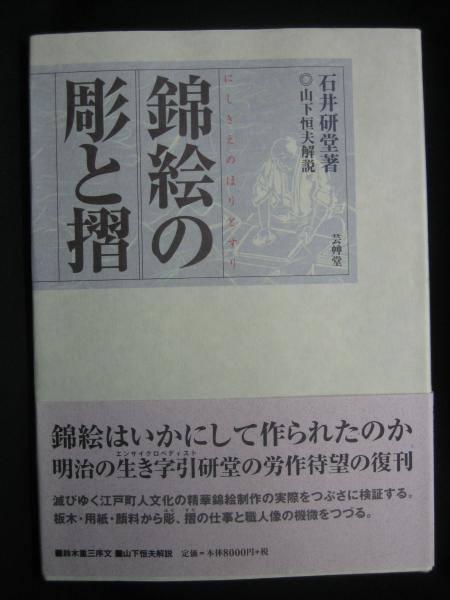 石井研堂著
◎山下恒夫解説
芸艸堂
にしきえのほりとすり
錦絵の
彫と摺
錦絵はいかにして作られたのか
エンサイクロペディスト
明治の生き字引研堂の労作待望の復刊
滅びゆく江戸町人文化の精華錦絵制作の実際をつぶさに検証する。
ほり すり
板木・用紙・顔料から彫、摺の仕事と職人像の機微をつづる。
■鈴木重三序文 ■山下恒夫解説 定価=本体8000円+税